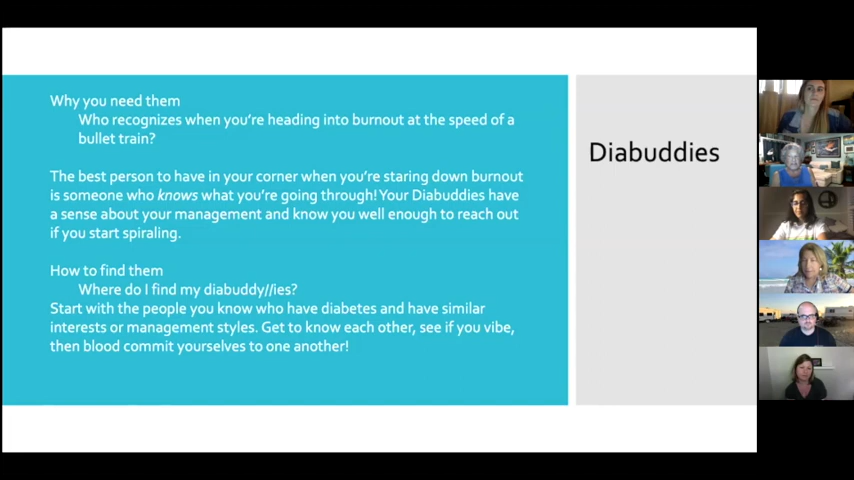 Why you need them
Who recognizes when you're heading into burnout at the speed of a
bullet train?
The best person to have in your corner when you're staring down burnout
is someone who knows what you're going through! Your Diabuddies have
a sense about your management and know you well enough to reach out
if you start spiraling.
How to find them
Where do I find my diabuddy//ies?
Start with the people you know who have diabetes and have similar
interests or management styles. Get to know each other, see if you vibe,
then blood commit yourselves to one another!
Diabuddies